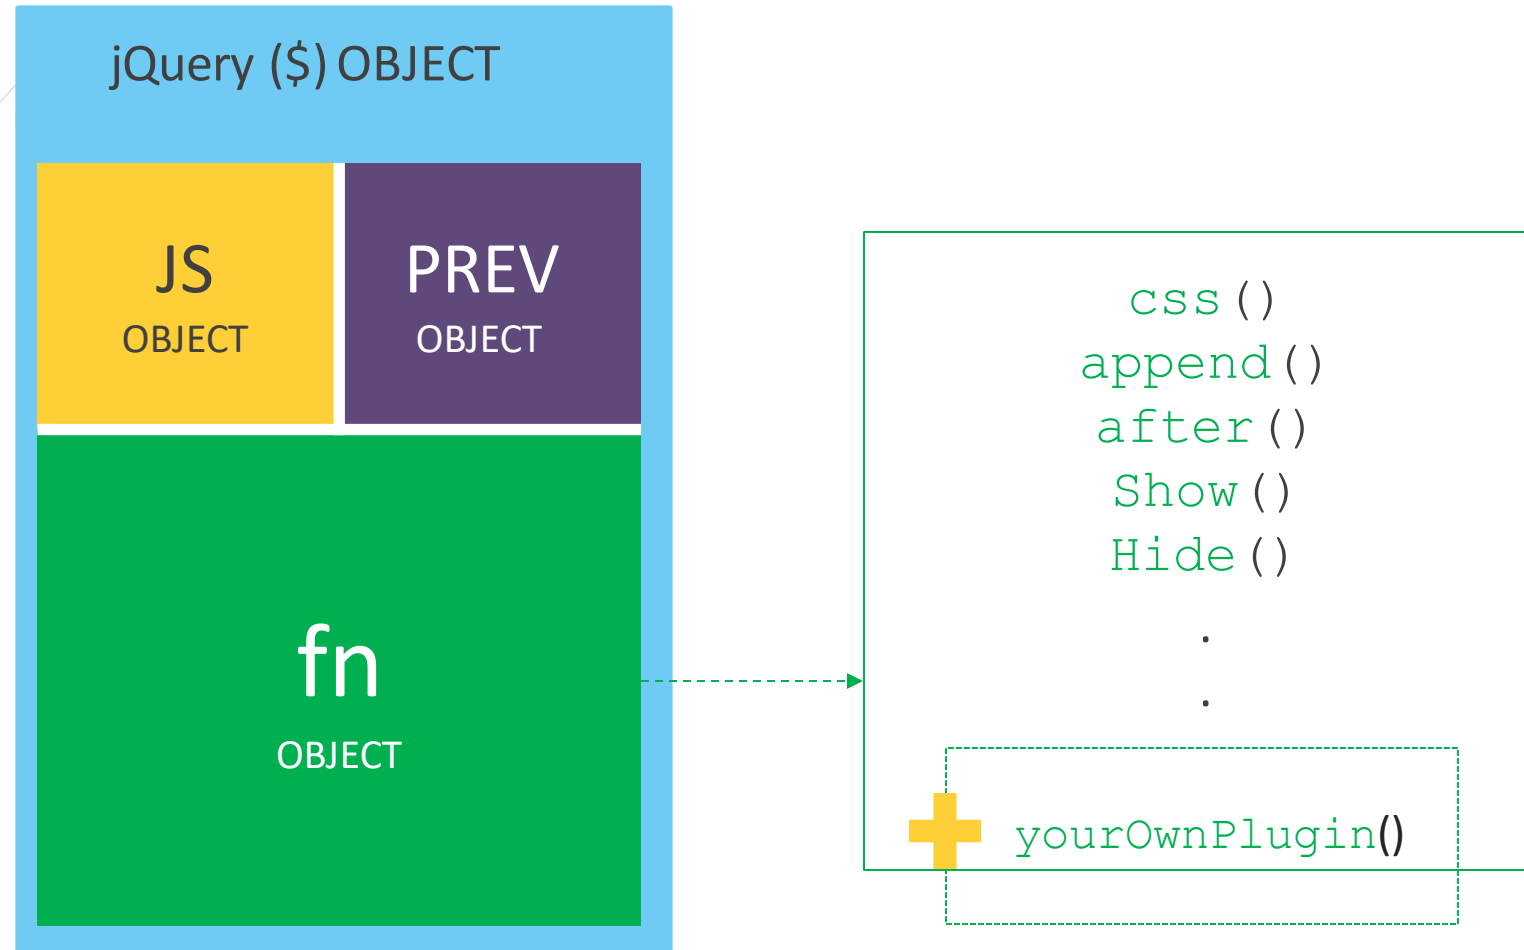 jQuery ($) OBJECT
JS
OBJECT
PREV
OBJECT
fn
OBJECT
css()
append()
after()
Show()
Hide()
.
.
yourOwnPlugin()